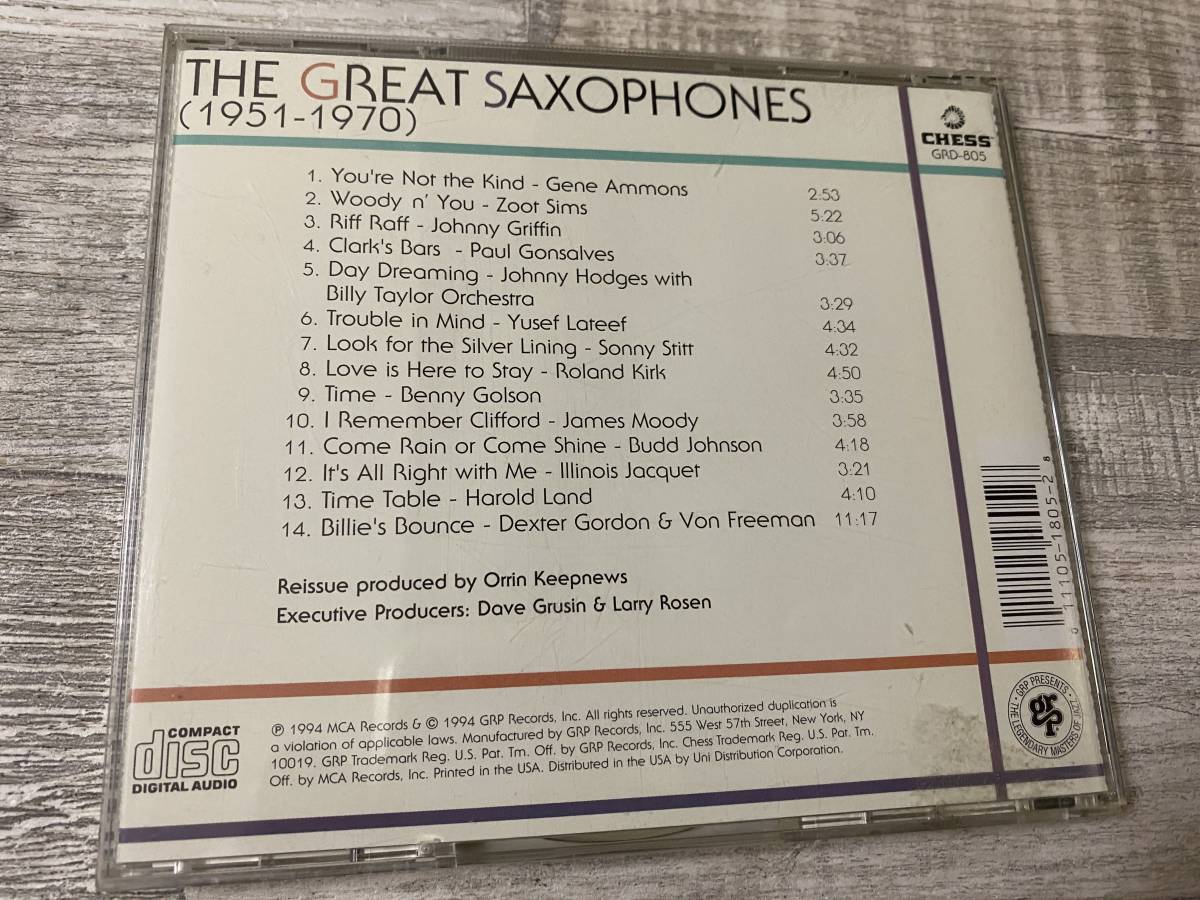 THE GREAT SAXOPHONES
(1951-1970)
CHESS
GRD-805
1. You're Not the Kind - Gene Ammons 2:53
2. Woody n' You - Zoot Sims 5:22
3. Riff Raff - Johnny Griffin 3:06
4. Clark's Bars - Paul Gonsalves 3:37
5. Day Dreaming - Johnny Hodges with
Billy Taylor Orchestra 3:29
6. Trouble in Mind - Yusef Lateef 4:34
7. Look for the Silver Lining - Sonny Stitt 4:32
8. Love is Here to Stay - Roland Kirk 4:50
9. Time - Benny Golson 3:35
10. I Remember Clifford - James Moody 3:58
11. Come Rain or Come Shine - Budd Johnson 4:18
12. It's All Right with Me - Illinois Jacquet 3:21
13. Time Table - Harold Land 4:10
14. Billie's Bounce - Dexter Gordon & Von Freeman 11:17
Reissue produced by Orrin Keepnews
Executive Producers: Dave Grusin & Larry Rosen
11105-1805-2 8
COMPACT
disc
DIGITAL AUDIO
℗ 1994 MCA Records & © 1994 GRP Records, Inc. All rights reserved. Unauthorized duplication is
a violation of applicable laws. Manufactured by GRP Records, Inc. 555 West 57th Street, New York, NY
10019. GRP Trademark Reg. U.S. Pat. Tm. Off. by GRP Records, Inc. Chess Trademark Reg. U.S. Pat. Tm.
Off. by MCA Records, Inc. Printed in the USA. Distributed in the USA by Uni Distribution Corporation.
GRP PRESENTS
THE LEGENDARY MASTERS OF JAZZ
grp